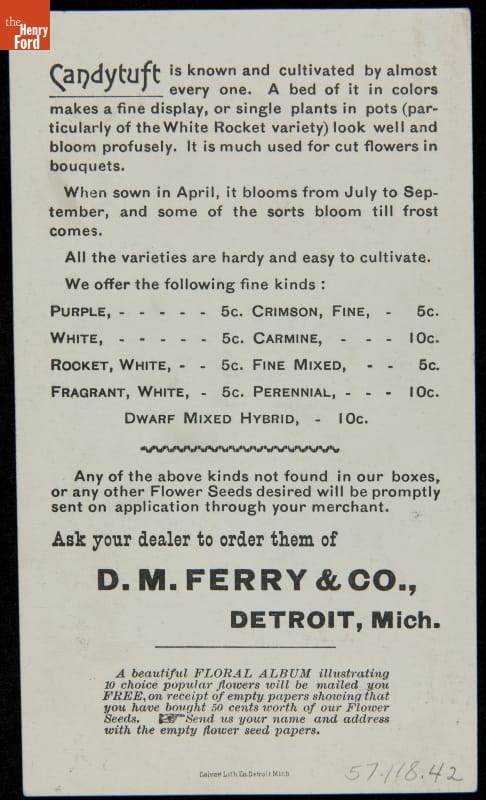 the
Henry
Ford
Candytuft is known and cultivated by almost
every one. A bed of it in colors
makes a fine display, or single plants in pots (par-
ticularly of the White Rocket variety) look well and
bloom profusely. It is much used for cut flowers in
bouquets.
When sown in April, it blooms from July to Sep-
tember, and some of the sorts bloom till frost
comes.
All the varieties are hardy and easy to cultivate.
We offer the following fine kinds :
PURPLE, - - - - - 5c. CRIMSON, FINE, - 5c.
WHITE, - - - - - 5c. CARMINE, - - - 10c.
ROCKET, WHITE, - - 5c. FINE MIXED, - - 5c.
FRAGRANT, WHITE, - 5c. PERENNIAL, - - - 10c.
DWARF MIXED HYBRID, - 10c.
Any of the above kinds not found in our boxes,
or any other Flower Seeds desired will be promptly
sent on application through your merchant.
Ask your dealer to order them of
D. M. FERRY & CO.,
DETROIT, Mich.
A beautiful FLORAL ALBUM illustrating
10 choice popular flowers will be mailed you
FREE, on receipt of empty papers showing that
you have bought 50 cents worth of our Flower
Seeds. ☞ Send us your name and address
with the empty flower seed papers.
Calvert Lith. Co. Detroit Mich
57.118.42